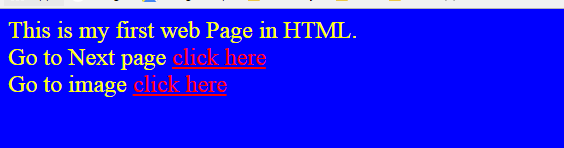 This is my first web Page in HTML.
Go to Next page click here
Go to image click here